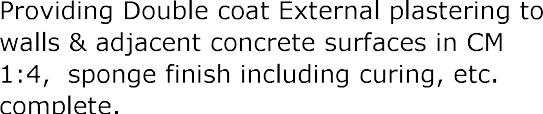 Providing Double coat External plastering to
walls & adjacent concrete surfaces in CM
1:4,  sponge finish including curing, etc.
complete.